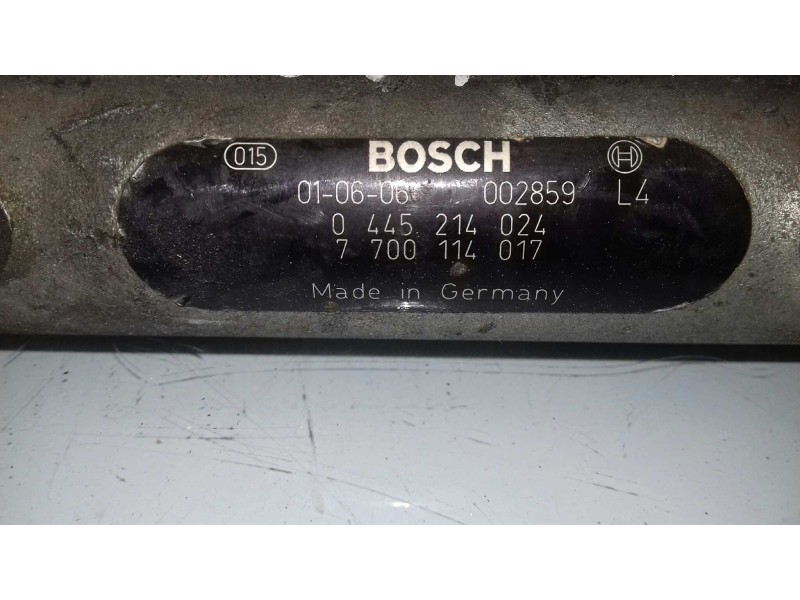 015 BOSCH
01-06-06 002859 L4
0 445 214 024
7 700 114 017
Made in Germany